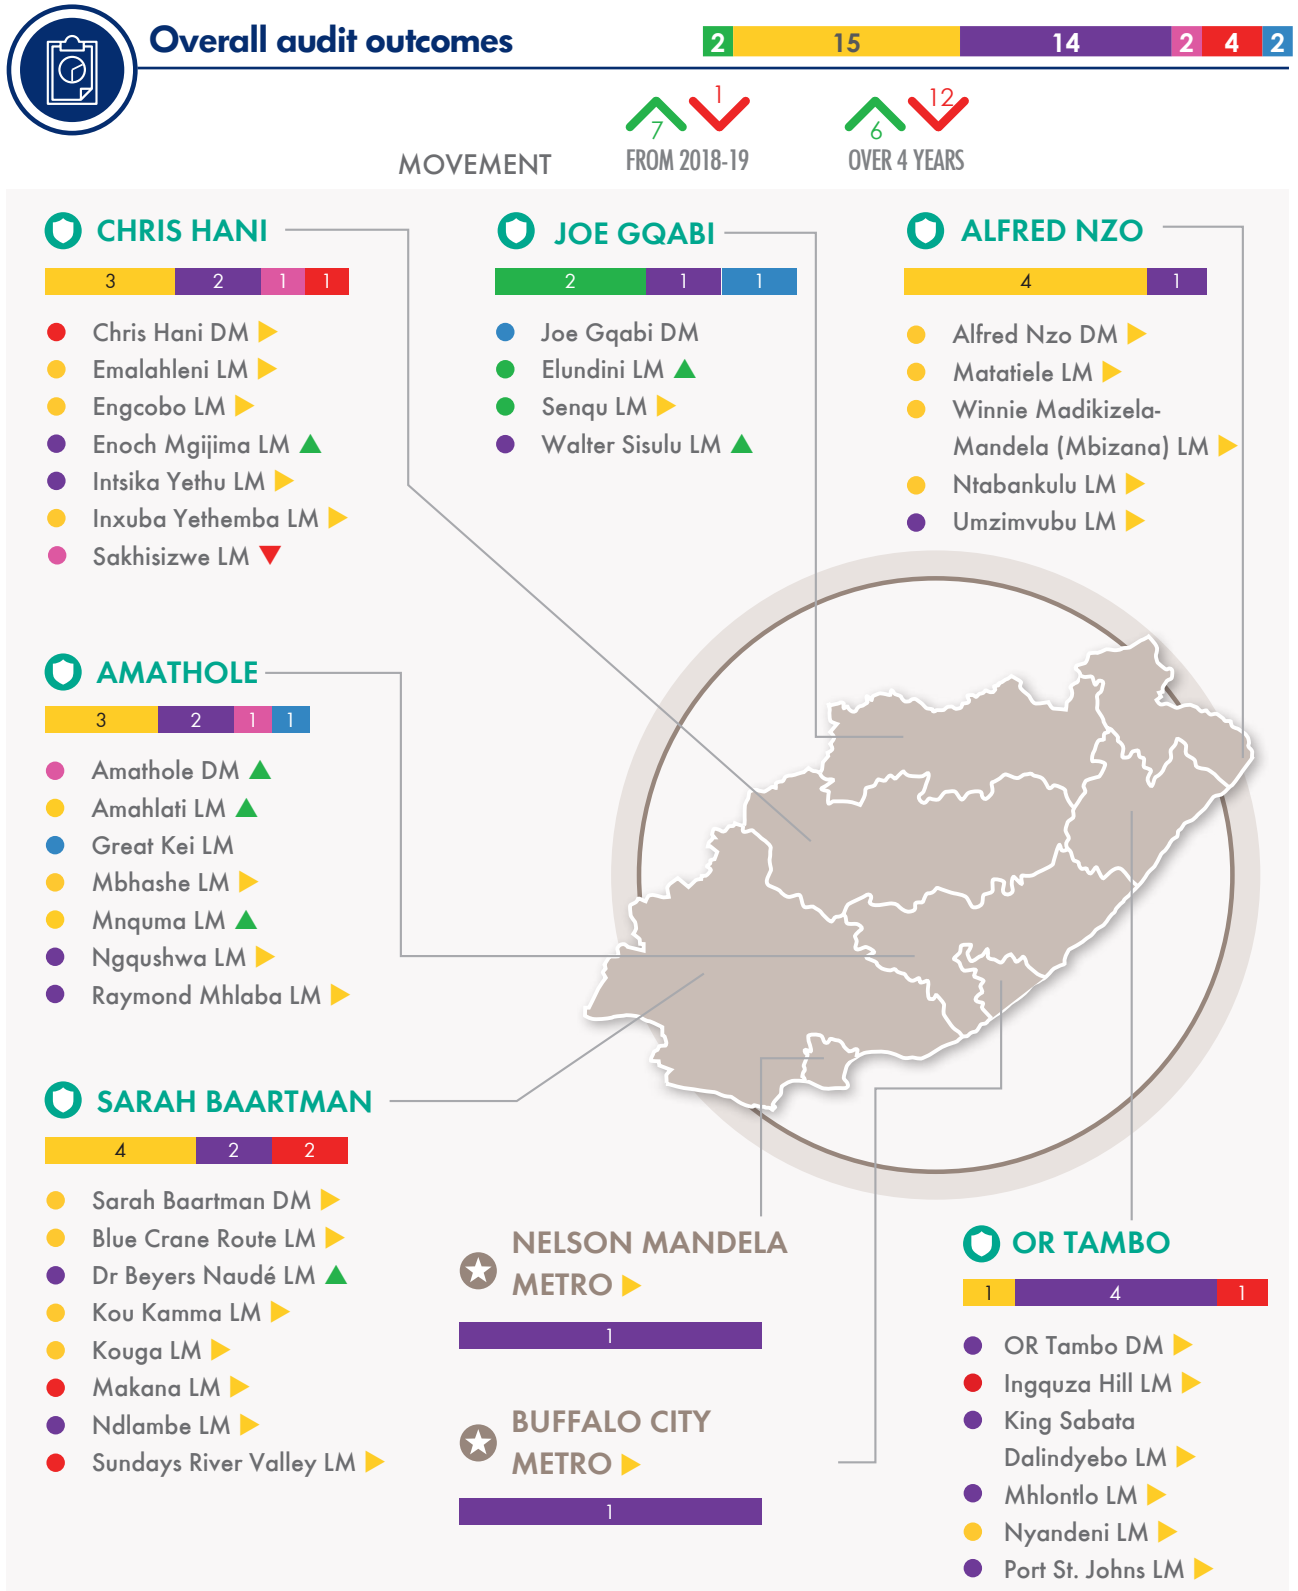 Overall audit outcomes
2 15 14 2 4 2
7 1 6 12
MOVEMENT FROM 2018-19 OVER 4 YEARS
CHRIS HANI
3 2 1 1
Chris Hani DM
Emalahleni LM
Engcobo LM
Enoch Mgijima LM
Intsika Yethu LM
Inxuba Yethemba LM
Sakhisizwe LM
JOE GQABI
2 1 1
Joe Gqabi DM
Elundini LM
Senqu LM
Walter Sisulu LM
ALFRED NZO
4 1
Alfred Nzo DM
Matatiele LM
Winnie Madikizela-
Mandela (Mbizana) LM
Ntabankulu LM
Umzimvubu LM
AMATHOLE
3 2 1 1
Amathole DM
Amahlati LM
Great Kei LM
Mbhashe LM
Mnquma LM
Ngqushwa LM
Raymond Mhlaba LM
SARAH BAARTMAN
4 2 2
Sarah Baartman DM
Blue Crane Route LM
Dr Beyers Naudé LM
Kou Kamma LM
Kouga LM
Makana LM
Ndlambe LM
Sundays River Valley LM
NELSON MANDELA
METRO
1
BUFFALO CITY
METRO
1
OR TAMBO
1 4 1
OR Tambo DM
Ingquza Hill LM
King Sabata
Dalindyebo LM
Mhlontlo LM
Nyandeni LM
Port St. Johns LM